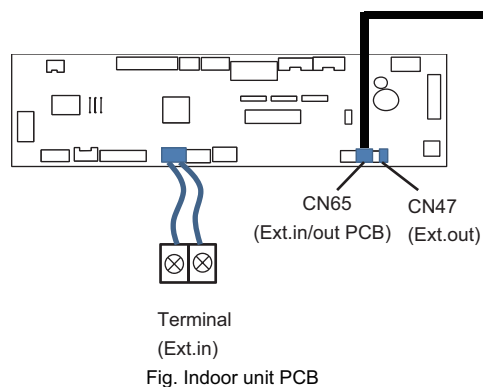 CN65
(Ext.in/out PCB)
CN47
(Ext.out)
Terminal
(Ext.in)
Fig. Indoor unit PCB